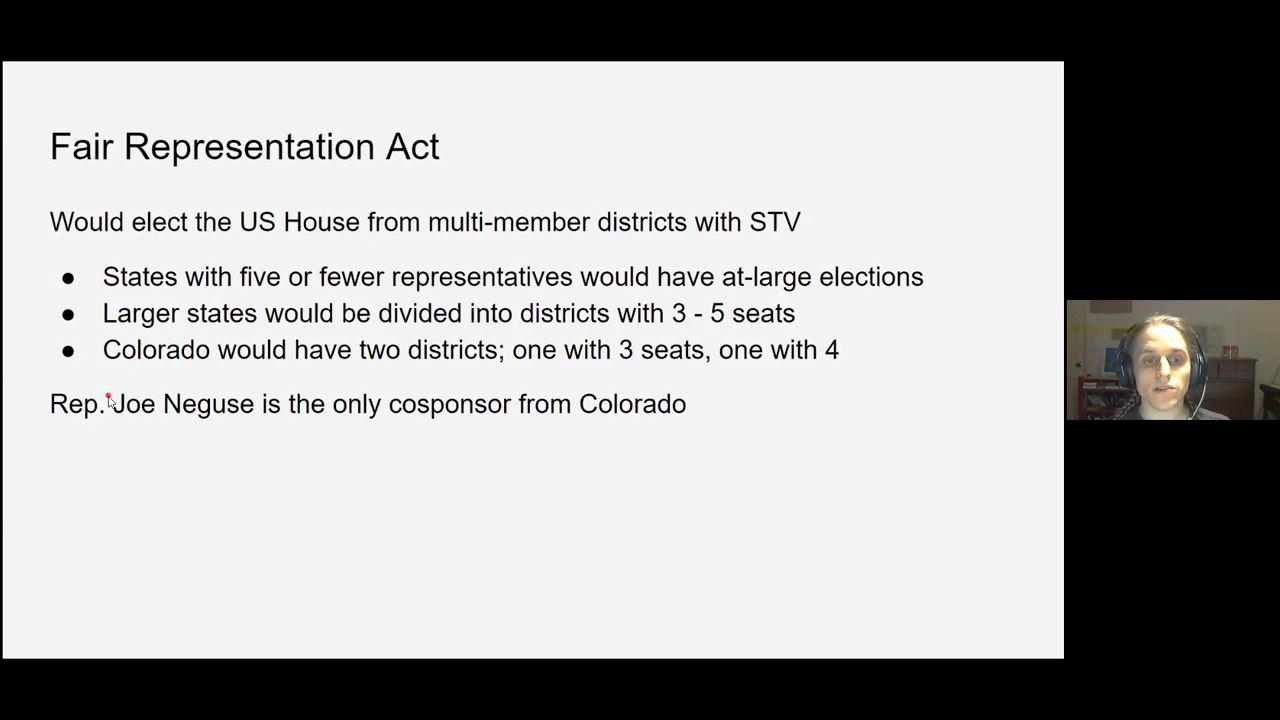 Fair Representation Act
Would elect the US House from multi-member districts with STV
● States with five or fewer representatives would have at-large elections
● Larger states would be divided into districts with 3 - 5 seats
● Colorado would have two districts; one with 3 seats, one with 4
Rep. Joe Neguse is the only cosponsor from Colorado